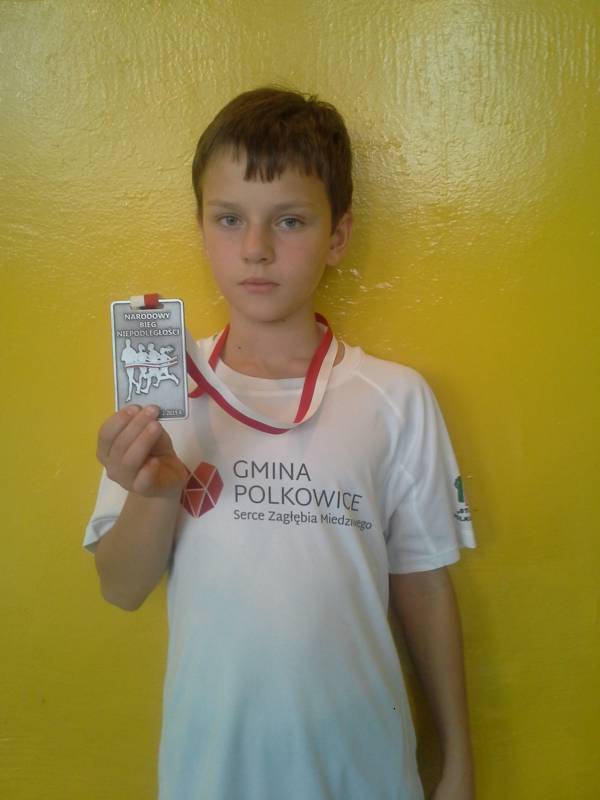 NARODOWY
BIEG
NIEPODLEGŁOŚCI
GMINA
POLKOWICE
Serce Zagłębia Miedziowego